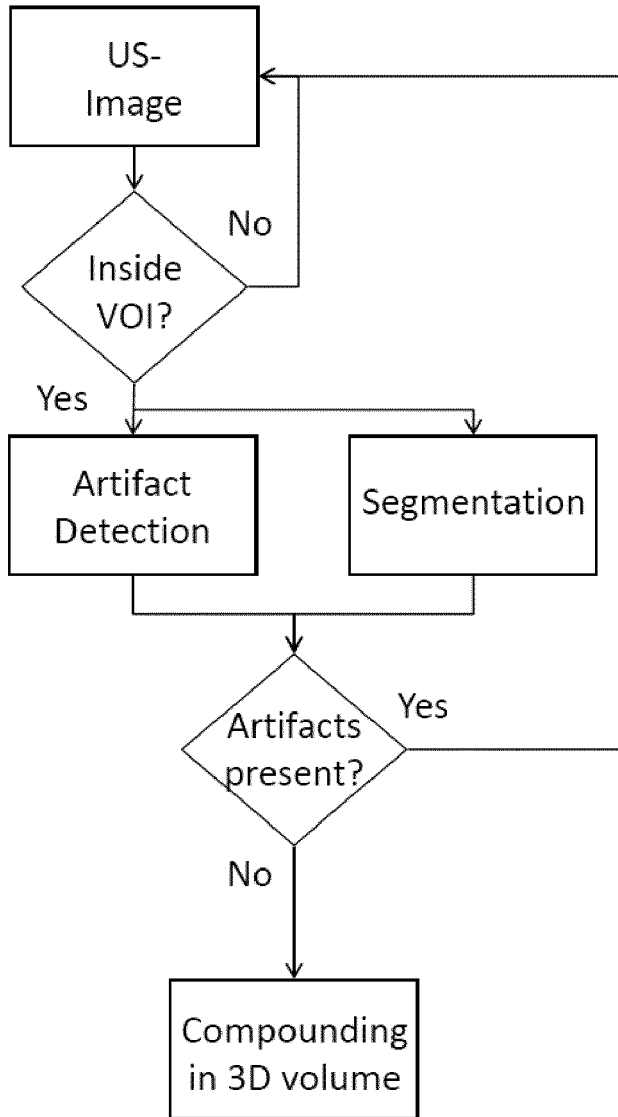 US-
Image
No
Inside
VOI?
Yes
Artifact
Detection
Segmentation
Artifacts
present?
Yes
No
Compounding
in 3D volume